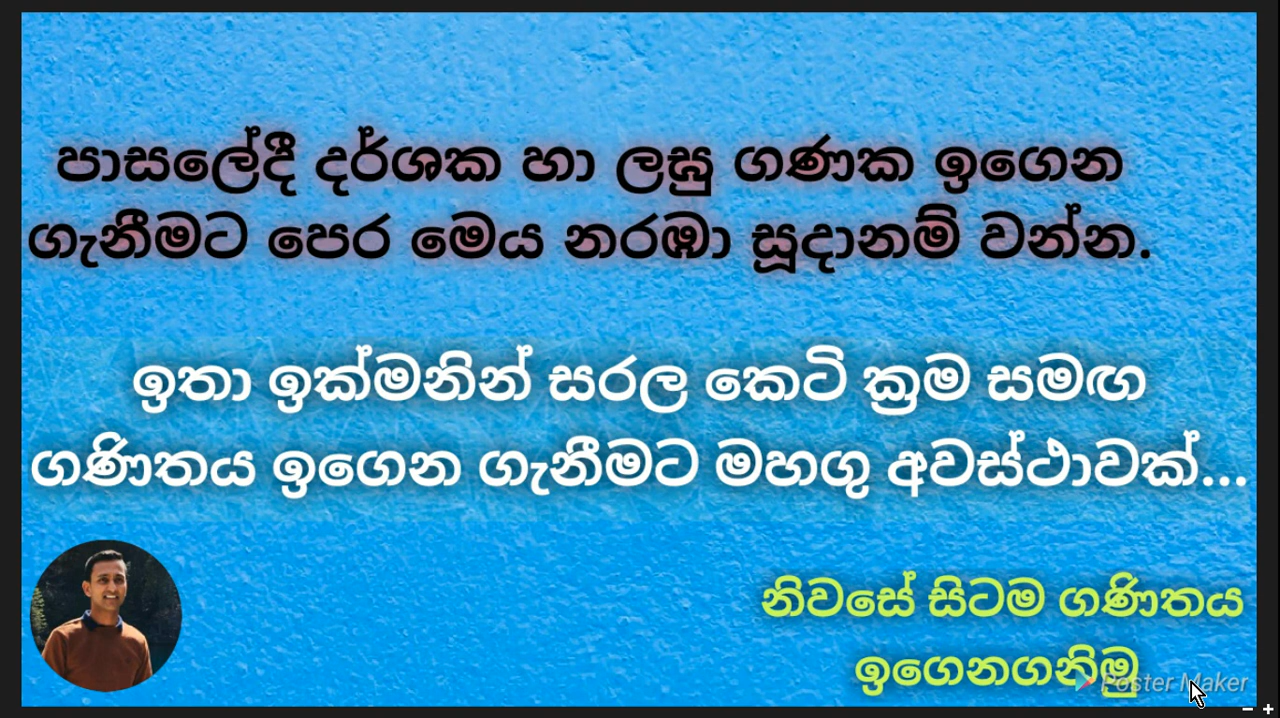 පාසලේදී දර්ශක හා ලඝු ගණක ඉගෙන
ගැනීමට පෙර මෙය නරඹා සූදානම් වන්න.
ඉතා ඉක්මනින් සරල කෙටි ක්‍රම සමඟ
ගණිතය ඉගෙන ගැනීමට මහගු අවස්ථාවක්...
නිවසේ සිටම ගණිතය
ඉගෙනගනිමු
Poster Maker